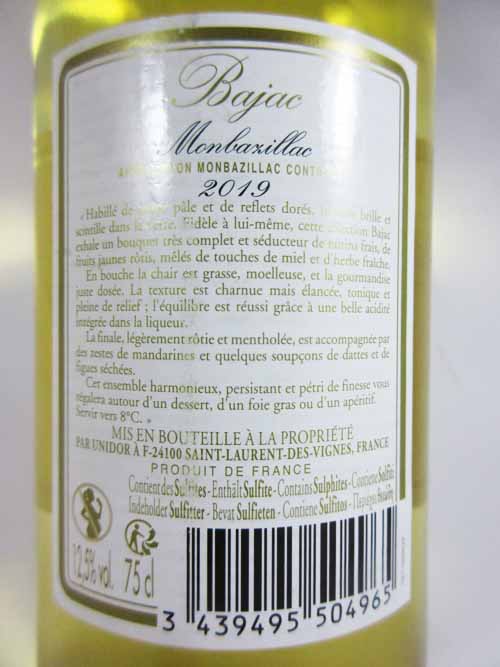 Bajac
Monbazillac
MONBAZILLAC
2019
« Habillé de pâle et de reflets dorés, brille et
scintille dans Fidèle à lui-même, cette Bajac
exhale un bouquet très complet et séducteur de frais, de
fruits jaunes rôtis, mêlés de touches de miel et d'herbe fraîche.
En bouche la chair est grasse, moelleuse, et la gourmandise
juste dosée. La texture est charnue mais élancée, tonique et
pleine de relief ; l'équilibre est réussi grâce à une belle acidité
intégrée dans la liqueur.
La finale, légèrement rôtie et mentholée, est accompagnée par
des zestes de mandarines et quelques soupçons de dattes et de
figues séchées.
Cet ensemble harmonieux, persistant et pétri de finesse vous
régalera autour d'un dessert, d'un foie gras ou d'un apéritif.
Servir vers 8°C. »
MIS EN BOUTEILLE À LA PROPRIÉTÉ
PAR UNIDOR À F-24100 SAINT-LAURENT-DES-VIGNES, FRANCE
PRODUIT DE FRANCE
Contient des Sulfites - Enthält Sulfite - Contains Sulphites - Contiene
Indeholder Sulfitter - Bevat Sulfieten - Contiene Sulfitos -
12,5% vol. 75 cl
3 439495 504965